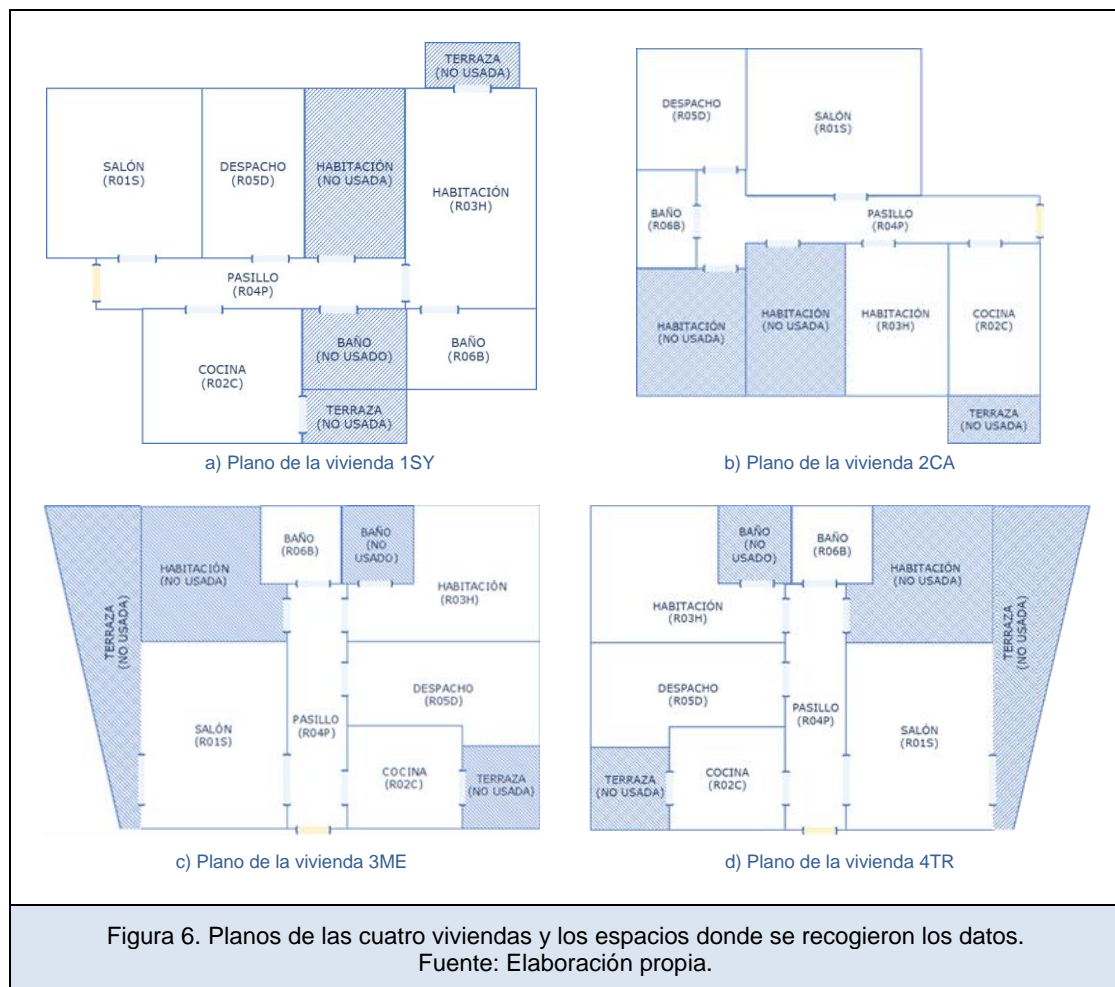 TERRAZA
(NO USADA)
SALÓN
(R01S)
DESPACHO
(R05D)
HABITACIÓN
(NO USADA)
HABITACIÓN
(R03H)
PASILLO
(R04P)
COCINA
(R02C)
BAÑO
(NO USADO)
BAÑO
(R06B)
TERRAZA
(NO USADA)
a) Plano de la vivienda 1SY
DESPACHO
(R05D)
SALÓN
(R01S)
BAÑO
(R06B)
PASILLO
(R04P)
HABITACIÓN
(NO USADA)
HABITACIÓN
(NO USADA)
HABITACIÓN
(R03H)
COCINA
(R02C)
TERRAZA
(NO USADA)
b) Plano de la vivienda 2CA
TERRAZA
(NO USADA)
HABITACIÓN
(NO USADA)
BAÑO
(R06B)
BAÑO
(NO
USADO)
HABITACIÓN
(R03H)
DESPACHO
(R05D)
SALÓN
(R01S)
PASILLO
(R04P)
COCINA
(R02C)
TERRAZA
(NO USADA)
c) Plano de la vivienda 3ME
BAÑO
(NO
USADO)
BAÑO
(R06B)
HABITACIÓN
(NO USADA)
TERRAZA
(NO USADA)
HABITACIÓN
(R03H)
DESPACHO
(R05D)
PASILLO
(R04P)
SALÓN
(R01S)
TERRAZA
(NO USADA)
COCINA
(R02C)
d) Plano de la vivienda 4TR
Figura 6. Planos de las cuatro viviendas y los espacios donde se recogieron los datos.
Fuente: Elaboración propia.